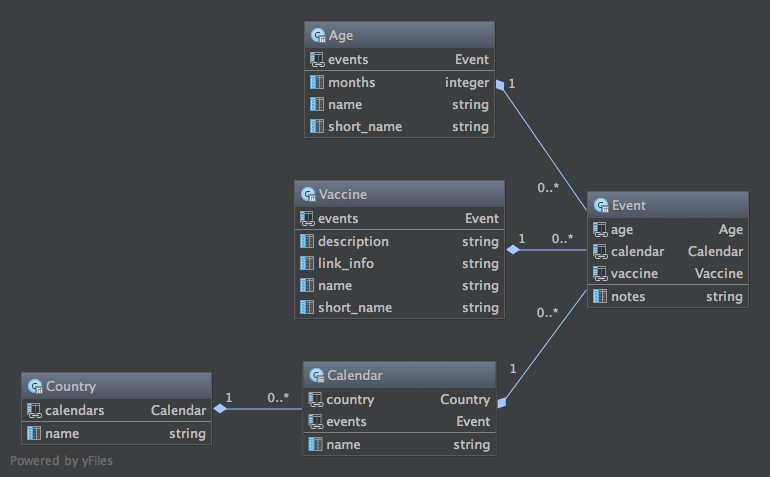 Age
events Event
months integer
name string
short_name string
1
0..*
Vaccine
events Event
description string
link_info string
name string
short_name string
1 0..*
Event
age Age
calendar Calendar
vaccine Vaccine
notes string
0..*
1
Calendar
country Country
events Event
name string
Country
calendars Calendar
name string
1 0..*
Powered by yFiles